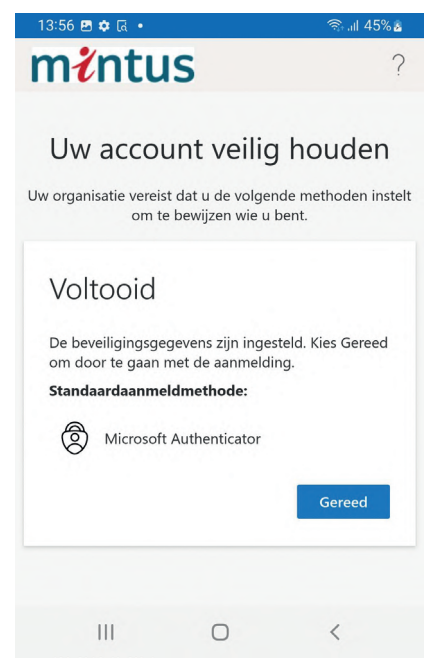 13:56
45%
mintus
?
Uw account veilig houden
Uw organisatie vereist dat u de volgende methoden instelt
om te bewijzen wie u bent.
Voltooid
De beveiligingsgegevens zijn ingesteld. Kies Gereed
om door te gaan met de aanmelding.
Standaardaanmeldmethode:
Microsoft Authenticator
Gereed